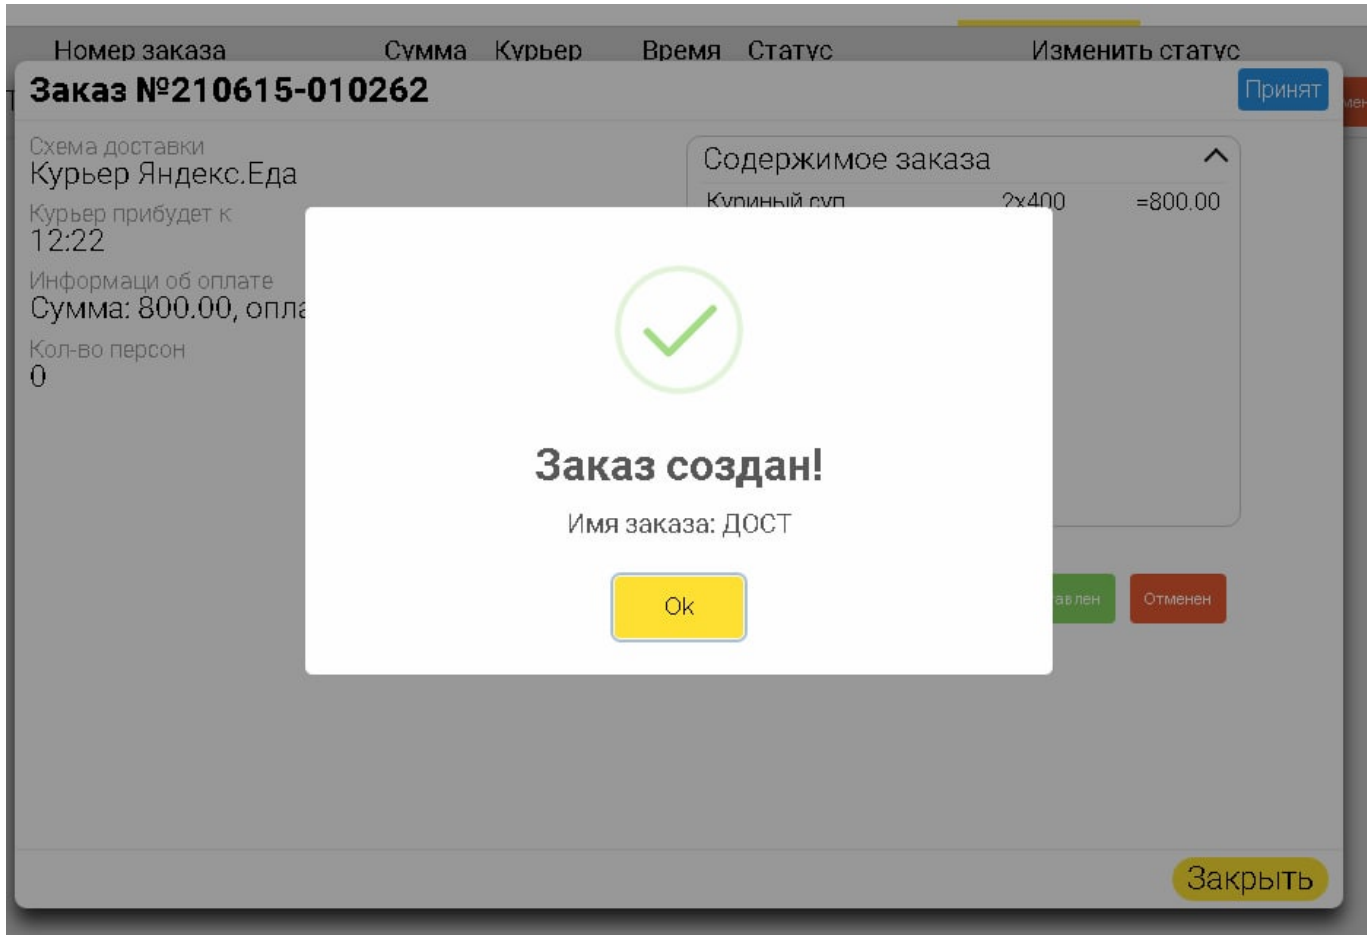 Номер заказа Сумма Курьер Время Статус Изменить статус
Заказ №210615-010262 Принят
Схема доставки
Курьер Яндекс.Еда
Курьер прибудет к
12:22
Информаци об оплате
Сумма: 800.00,
Кол-во персон
0
Содержимое заказа
Куриный суп 2x400 =800.00
Заказ создан!
Имя заказа: ДОСТ
Ok
Отменен
Закрыть